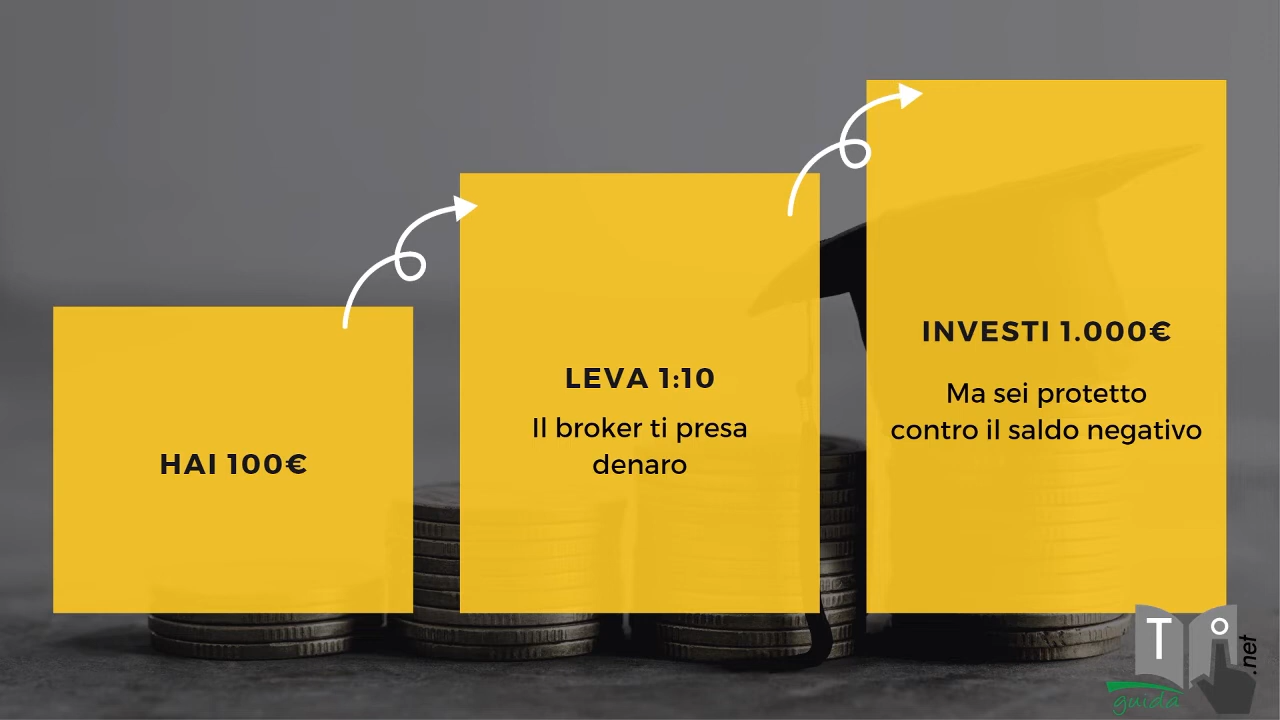 HAI 100€
LEVA 1:10
Il broker ti presa
denaro
INVESTI 1.000€
Ma sei protetto
contro il saldo negativo
Ti
guida
.net